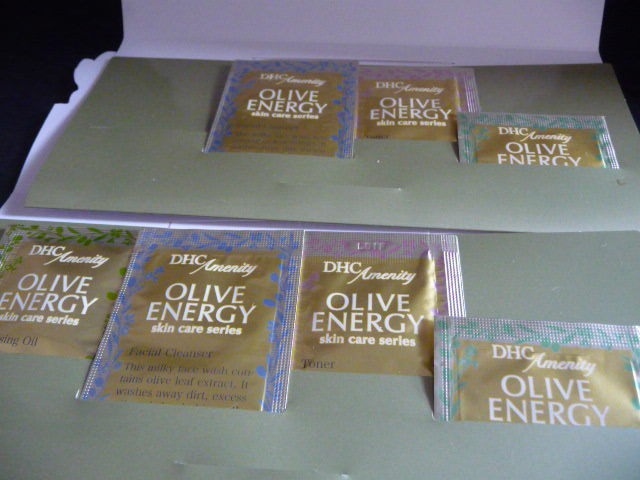 DHC Amenity
OLIVE
ENERGY
skin care series
DHC Amenity
OLIVE
ENERGY
skin care series
Toner
DHC Amenity
OLIVE
ENERGY
DHC Amenity
OLIVE
ENERGY
skin care series
sing Oil
DHC Amenity
OLIVE
ENERGY
skin care series
Facial Cleanser
This milky face wash con-
tains olive leaf extract. It
washes away dirt, excess
DHC Amenity
OLIVE
ENERGY
skin care series
Toner
DHC Amenity
OLIVE
ENERGY